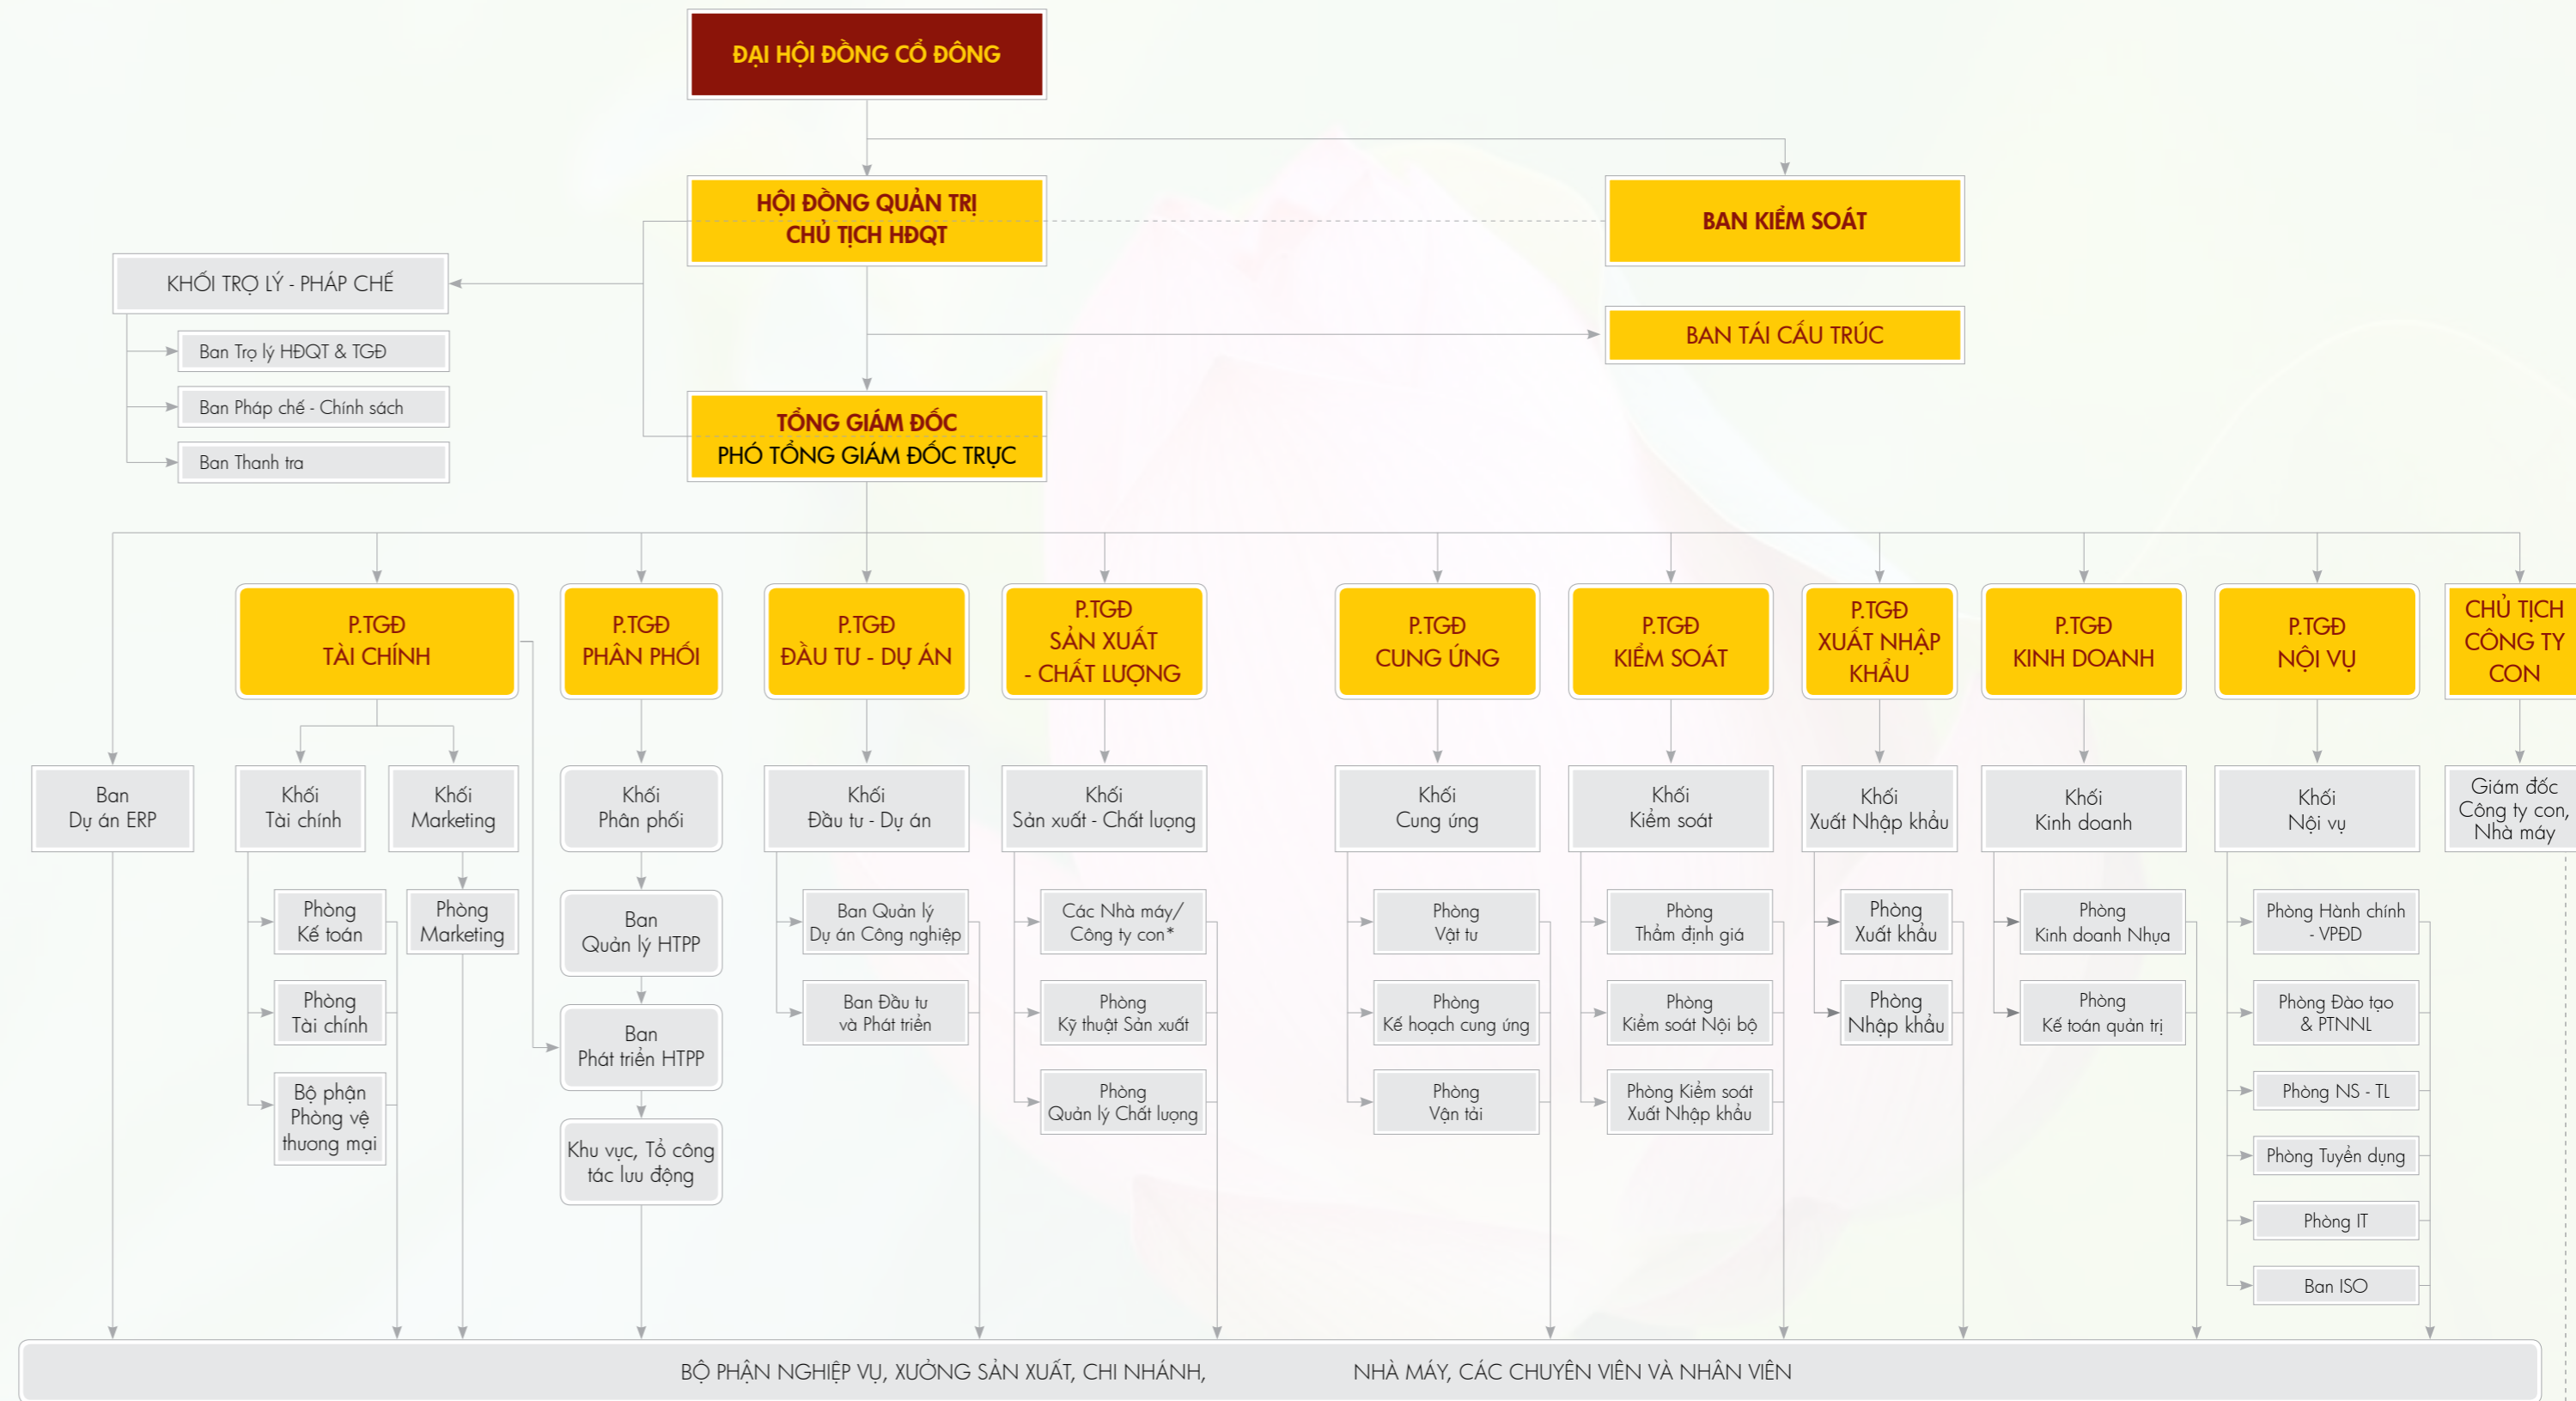 ĐẠI HỘI ĐỒNG CỔ ĐÔNG
HỘI ĐỒNG QUẢN TRỊ
CHỦ TỊCH HĐQT
BAN KIỂM SOÁT
KHỐI TRỢ LÝ - PHÁP CHẾ
Ban Trợ lý HĐQT & TGĐ
Ban Pháp chế - Chính sách
Ban Thanh tra
BAN TÁI CẤU TRÚC
TỔNG GIÁM ĐỐC
PHÓ TỔNG GIÁM ĐỐC TRỰC
P.TGĐ
TÀI CHÍNH
P.TGĐ
PHÂN PHỐI
P.TGĐ
ĐẦU TƯ - DỰ ÁN
P.TGĐ
SẢN XUẤT
- CHẤT LƯỢNG
P.TGĐ
CUNG ỨNG
P.TGĐ
KIỂM SOÁT
P.TGĐ
XUẤT NHẬP
KHẨU
P.TGĐ
KINH DOANH
P.TGĐ
NỘI VỤ
CHỦ TỊCH
CÔNG TY
CON
Ban
Dự án ERP
Khối
Tài chính
Khối
Marketing
Khối
Phân phối
Khối
Đầu tư - Dự án
Khối
Sản xuất - Chất lượng
Khối
Cung ứng
Khối
Kiểm soát
Khối
Xuất Nhập khẩu
Khối
Kinh doanh
Khối
Nội vụ
Giám đốc
Công ty con,
Nhà máy
Phòng
Kế toán
Phòng
Tài chính
Bộ phận
Phòng vệ
thương mại
Phòng
Marketing
Ban
Quản lý HTPP
Ban
Phát triển HTPP
Khu vực, Tổ công
tác lưu động
Ban Quản lý
Dự án Công nghiệp
Ban Đầu tư
và Phát triển
Các Nhà máy/
Công ty con*
Phòng
Kỹ thuật Sản xuất
Phòng
Quản lý Chất lượng
Phòng
Vật tư
Phòng
Kế hoạch cung ứng
Phòng
Vận tải
Phòng
Thẩm định giá
Phòng
Kiểm soát Nội bộ
Phòng Kiểm soát
Xuất Nhập khẩu
Phòng
Xuất khẩu
Phòng
Nhập khẩu
Phòng
Kinh doanh Nhựa
Phòng
Kế toán quản trị
Phòng Hành chính
- VPĐD
Phòng Đào tạo
& PTNNL
Phòng NS - TL
Phòng Tuyển dụng
Phòng IT
Ban ISO
BỘ PHẬN NGHIỆP VỤ, XƯỞNG SẢN XUẤT, CHI NHÁNH, NHÀ MÁY, CÁC CHUYÊN VIÊN VÀ NHÂN VIÊN